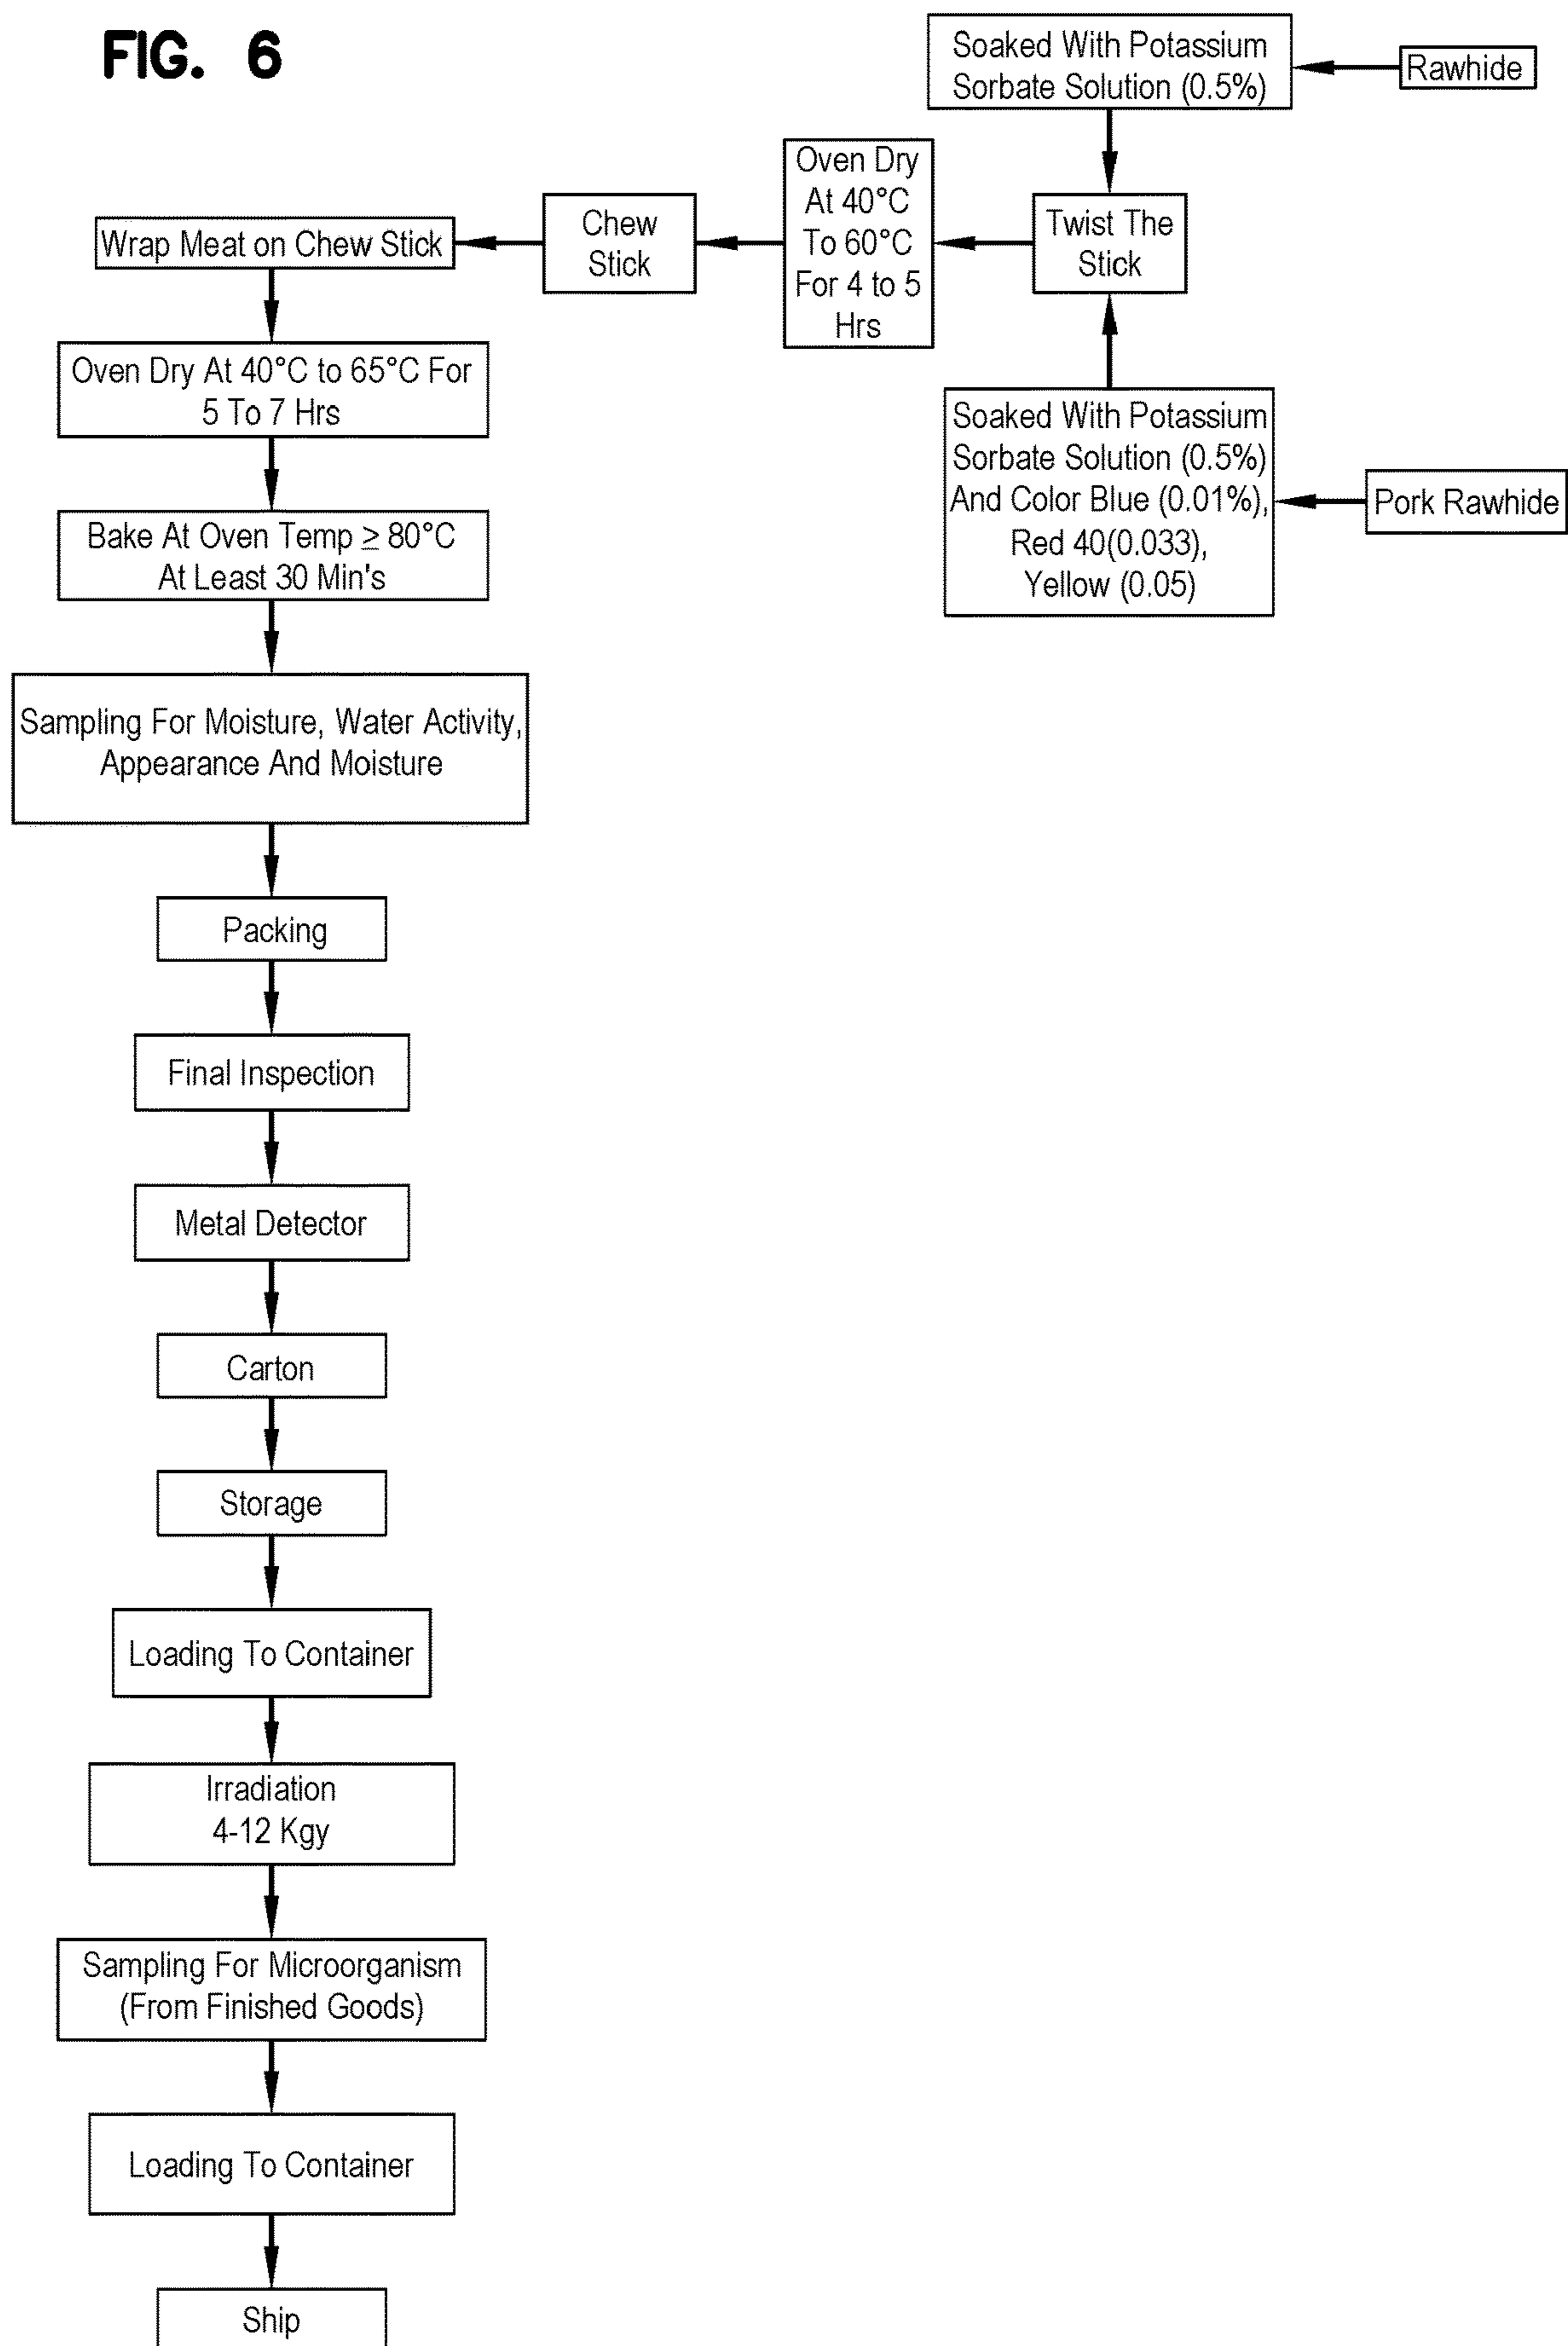 FIG. 6
Soaked With Potassium
Sorbate Solution (0.5%)
Rawhide
Oven Dry
At 40°C
To 60°C
For 4 to 5
Hrs
Twist The
Stick
Chew
Stick
Wrap Meat on Chew Stick
Soaked With Potassium
Sorbate Solution (0.5%)
And Color Blue (0.01%),
Red 40(0.033),
Yellow (0.05)
Pork Rawhide
Oven Dry At 40°C to 65°C For
5 To 7 Hrs
Bake At Oven Temp ≥ 80°C
At Least 30 Min's
Sampling For Moisture, Water Activity,
Appearance And Moisture
Packing
Final Inspection
Metal Detector
Carton
Storage
Loading To Container
Irradiation
4-12 Kgy
Sampling For Microorganism
(From Finished Goods)
Loading To Container
Ship